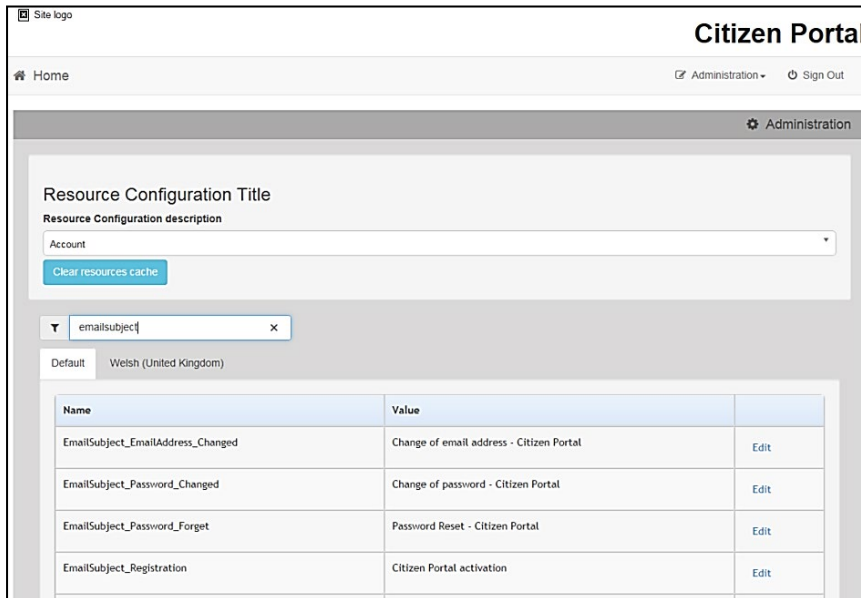 Site logo
Citizen Portal
Home
Administration
Sign Out
Administration
Resource Configuration Title
Resource Configuration description
Account
Clear resources cache
emailsubject
Default Welsh (United Kingdom)
Name Value
EmailSubject_EmailAddress_Changed Change of email address - Citizen Portal Edit
EmailSubject_Password_Changed Change of password - Citizen Portal Edit
EmailSubject_Password_Forget Password Reset - Citizen Portal Edit
EmailSubject_Registration Citizen Portal activation Edit